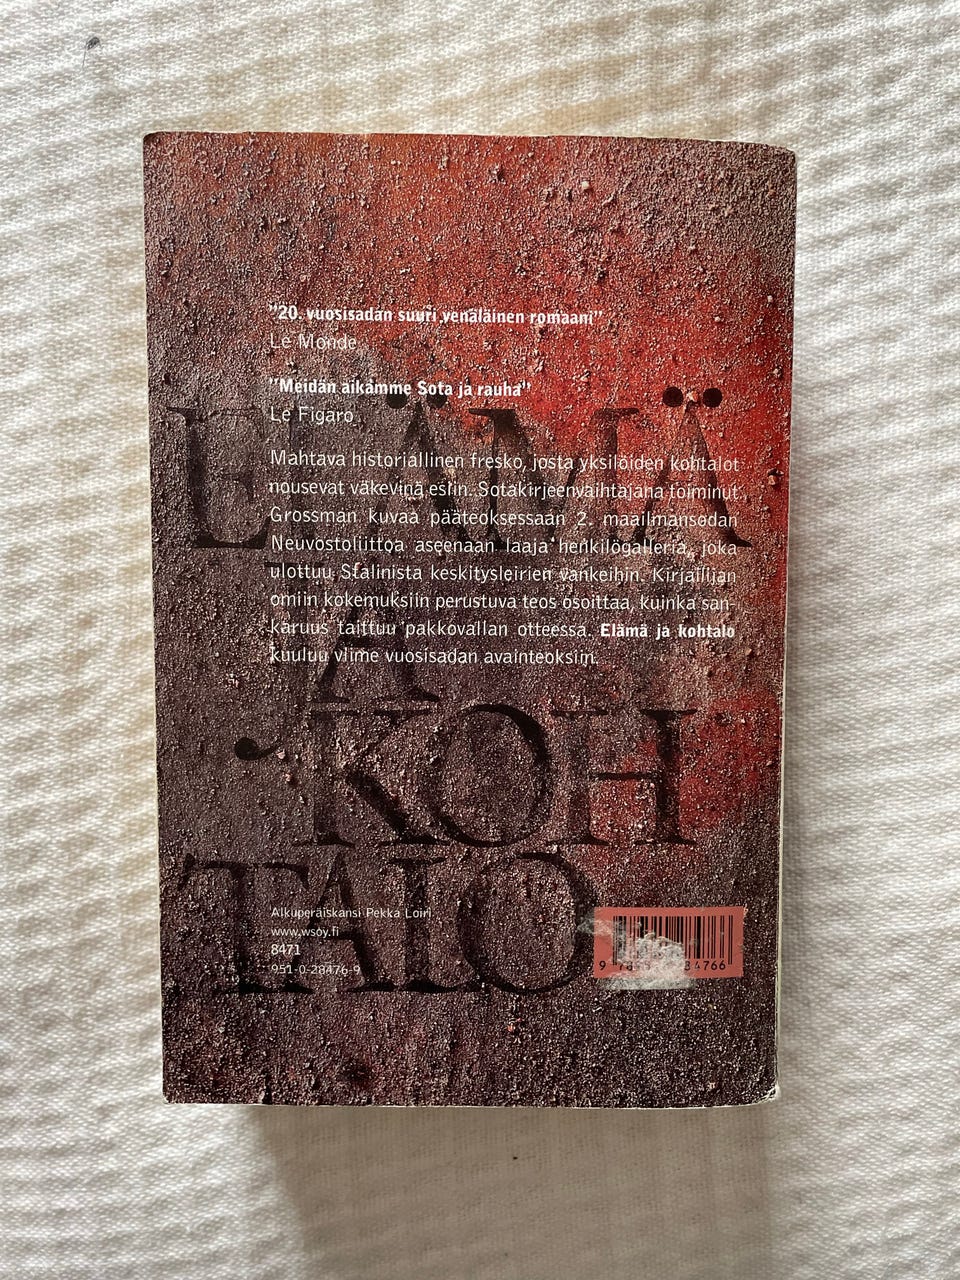 "20. vuosisadan suuri venäläinen romaani"
Le Monde
"Meidän aikamme Sota ja rauha"
Le Figaro
Mahtava historiallinen fresko, josta yksilöiden kohtalot
nousevat väkevinä esiin. Sotakirjeenvaihtajana toiminut
Grossman kuvaa pääteoksessaan 2. maailmansodan
Neuvostoliittoa aseenaan laaja henkilögalleria, joka
ulottuu Stalinista keskitysleirien vankeihin. Kirjailijan
omiin kokemuksiin perustuva teos osoittaa, kuinka san-
karuus taittuu pakkovallan otteessa. Elämä ja kohtalo
kuuluu viime vuosisadan avainteoksiin.
ELÄMÄ
JA
KOH
TALO
Alkuperäiskansi Pekka Loiri
www.wsoy.fi
8471
951-0-28476-9